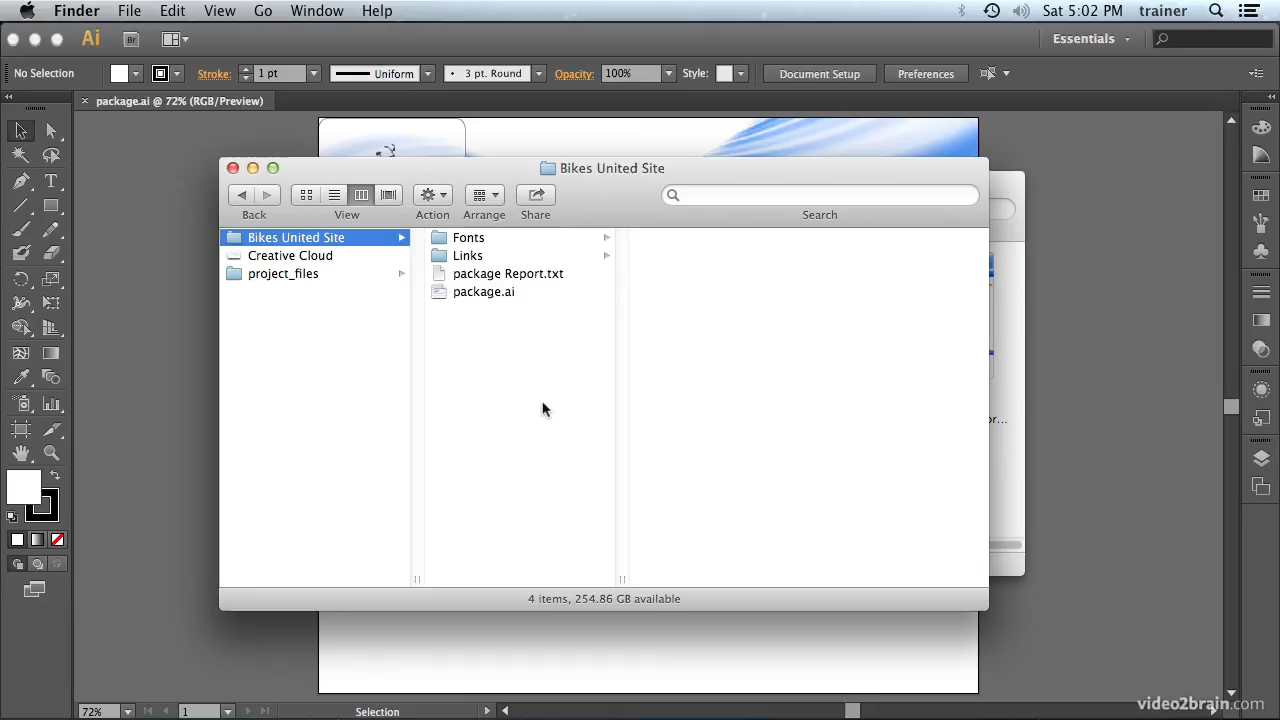 Finder File Edit View Go Window Help Sat 5:02 PM trainer
Ai Br Essentials
No Selection Stroke: 1 pt Uniform 3 pt. Round Opacity: 100% Style: Document Setup Preferences
package.ai @ 72% (RGB/Preview)
Bikes United Site
Back View Action Arrange Share Search
Bikes United Site
Creative Cloud
project_files
Fonts
Links
package Report.txt
package.ai
or...
4 items, 254.86 GB available
72% 1 Selection
video2brain.com